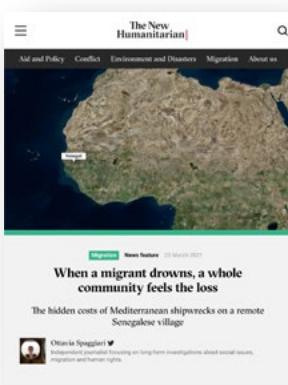 The New
Humanitarian
Aid and Policy Conflict Environment and Disasters Migration About us
Senegal
Migration News feature 23 March 2021
When a migrant drowns, a whole
community feels the loss
The hidden costs of Mediterranean shipwrecks on a remote
Senegalese village
Ottavia Spaggiari
Independent journalist focusing on long-form investigations about social issues,
migration and human rights.